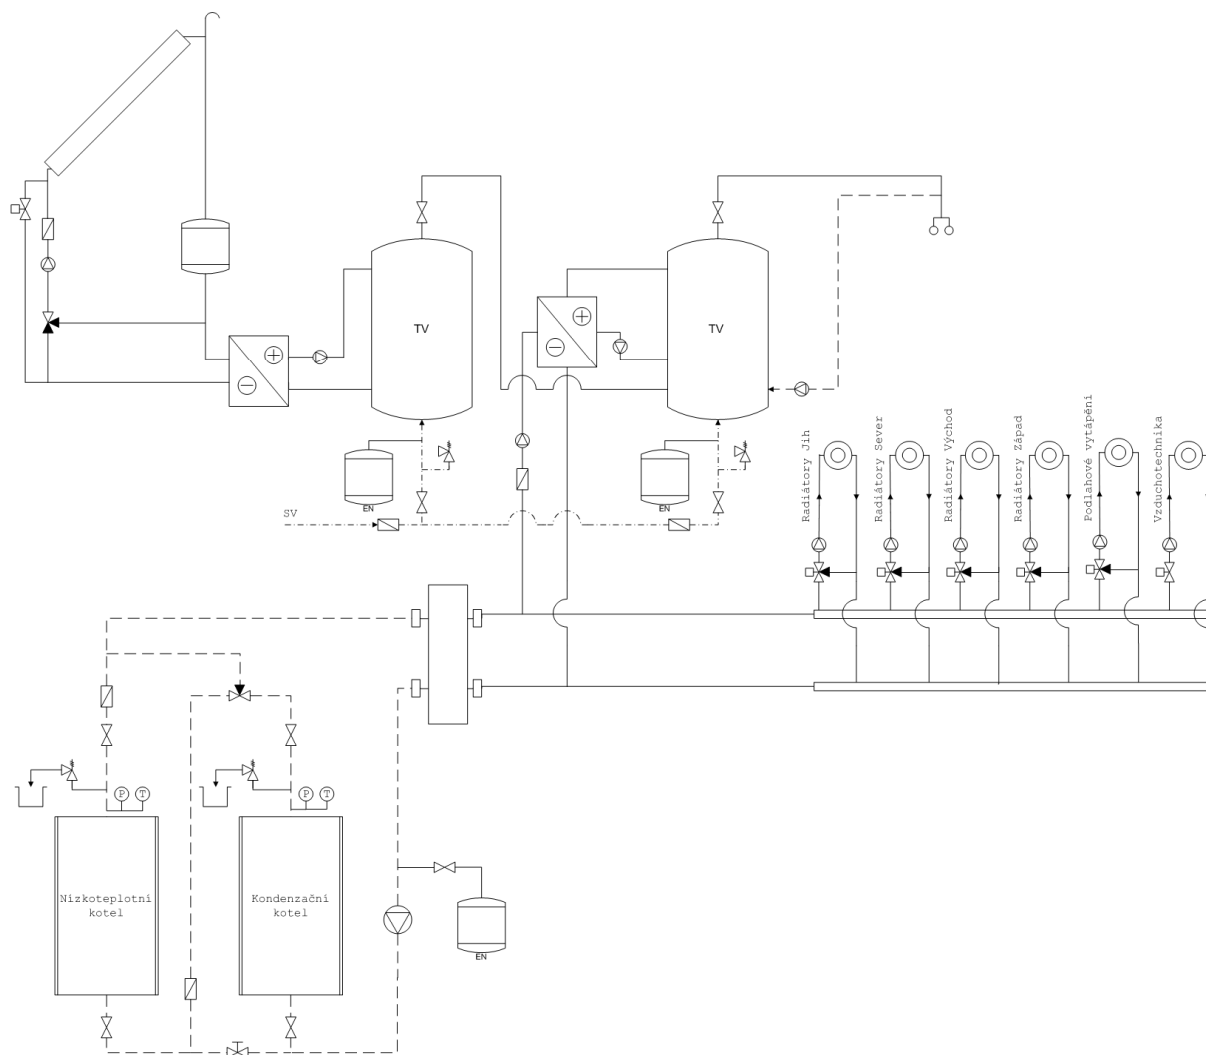 TV
TV
EN
EN
SV
Radiátory Jih
Radiátory Sever
Radiátory Východ
Radiátory Západ
Podlahové vytápění
Vzduchotechnika
P
T
P
T
Nízkoteplotní
kotel
Kondenzační
kotel
EN